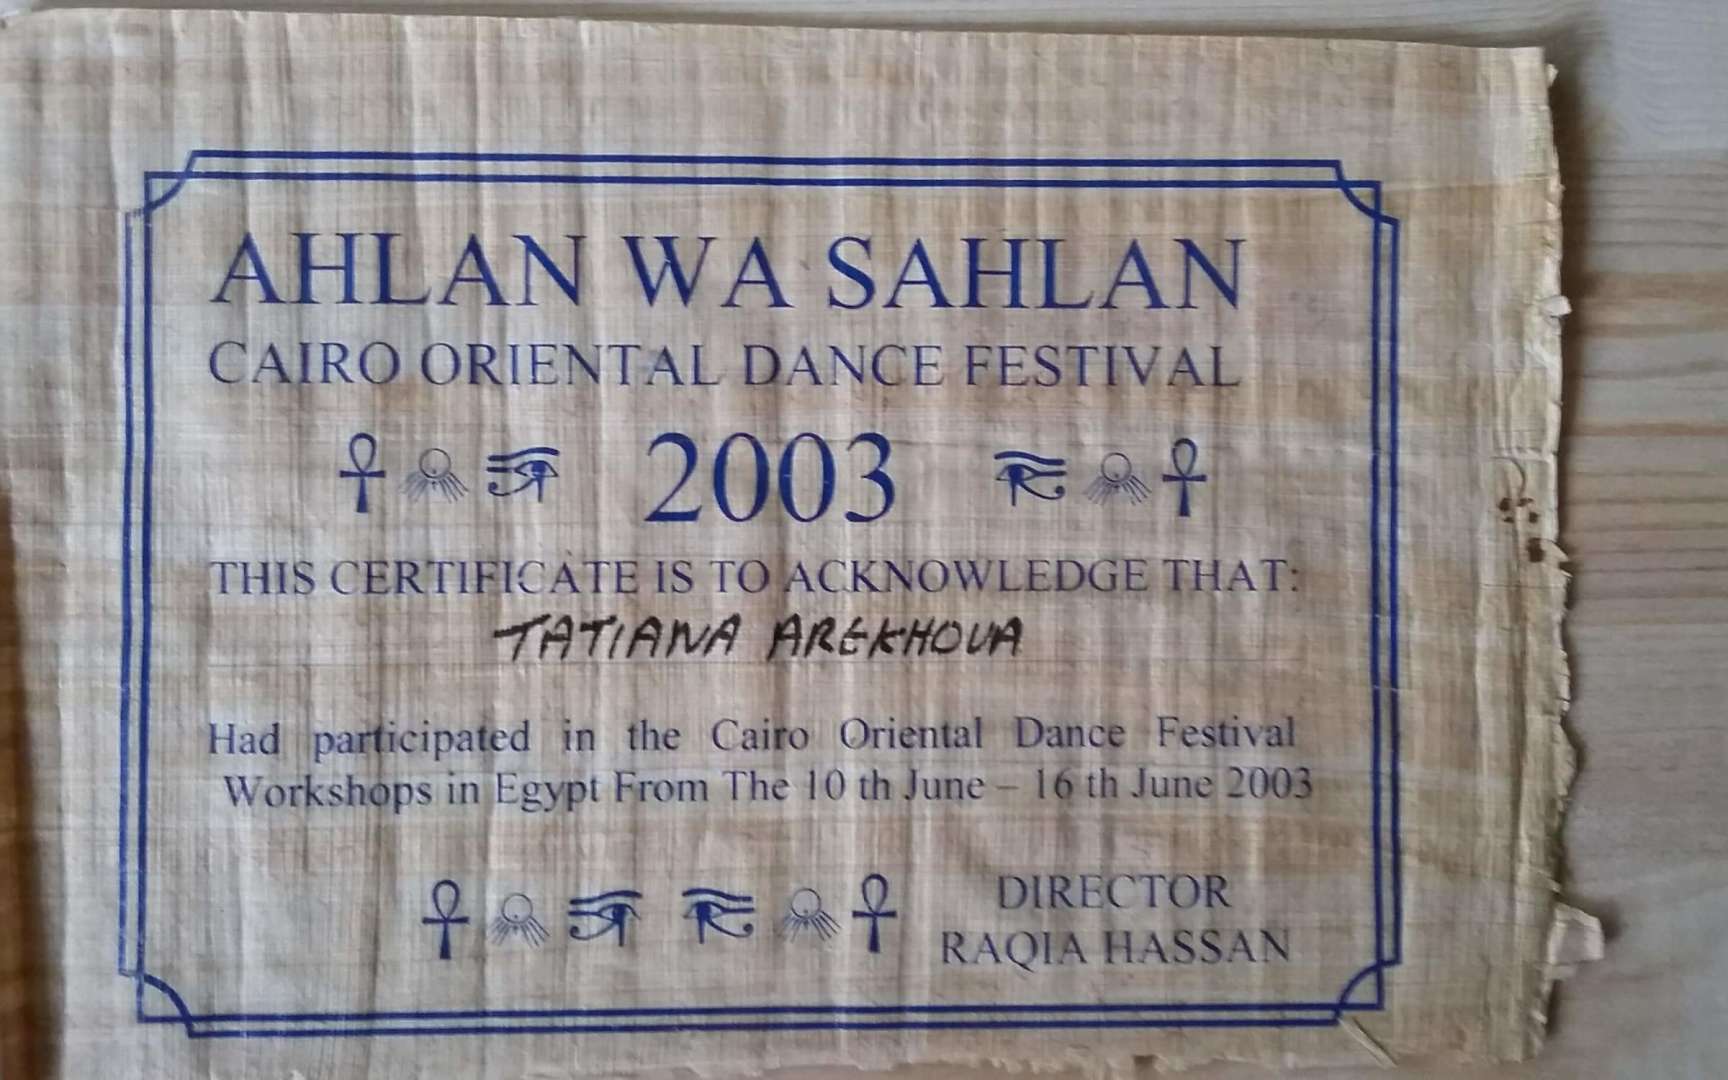 AHLAN WA SAHLAN
CAIRO ORIENTAL DANCE FESTIVAL
2003
THIS CERTIFICATE IS TO ACKNOWLEDGE THAT:
TATIANA AREKHOVA
Had participated in the Cairo Oriental Dance Festival
Workshops in Egypt From The 10 th June – 16 th June 2003
DIRECTOR
RAQIA HASSAN